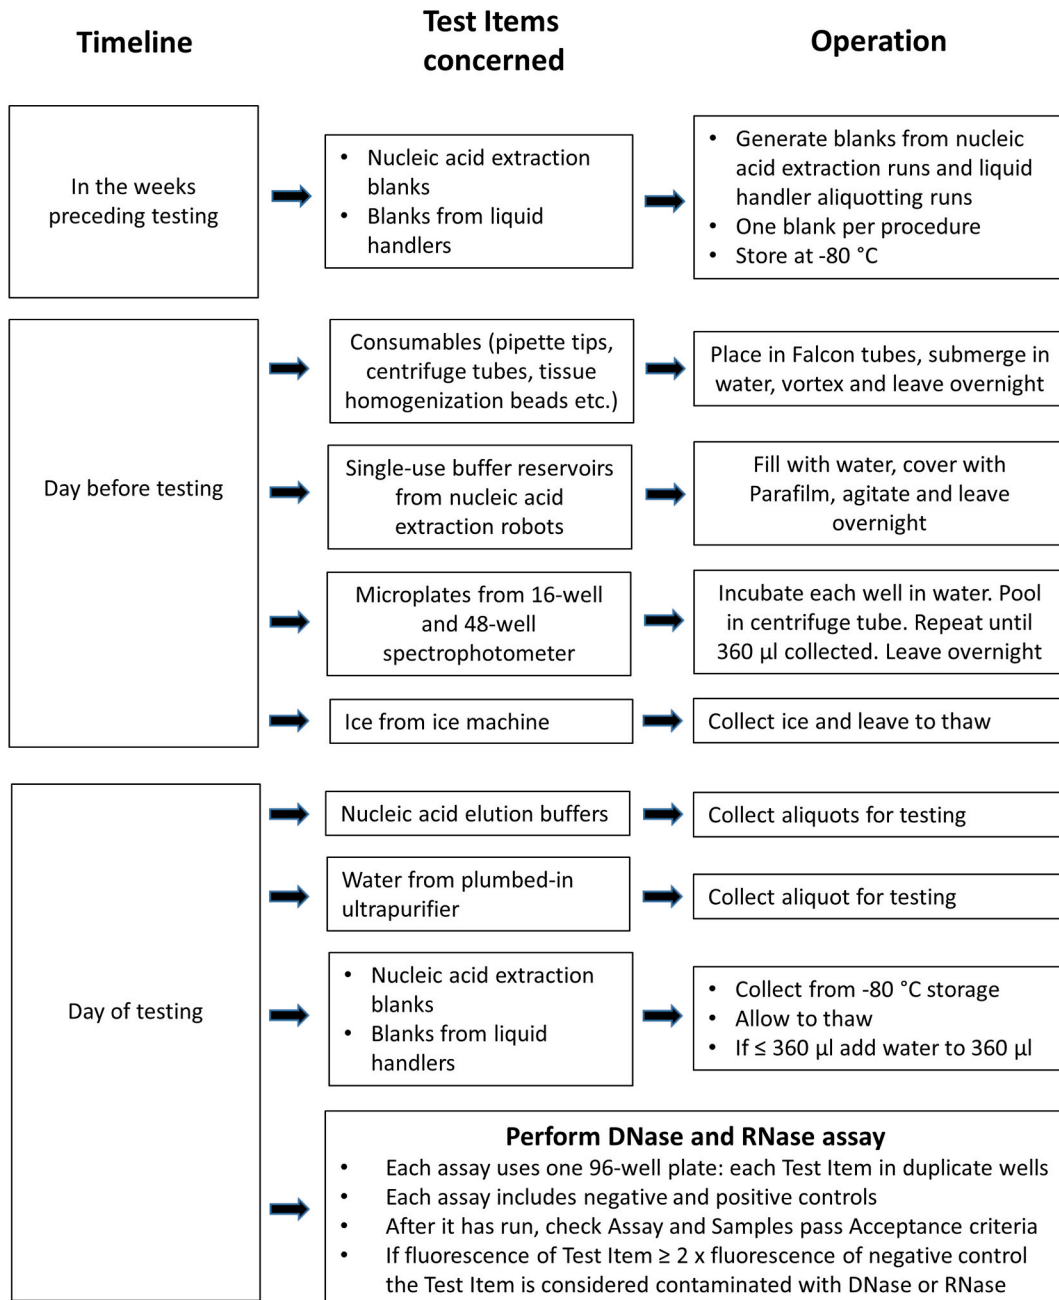 Timeline
Test Items
concerned
Operation
In the weeks
preceding testing
• Nucleic acid extraction
blanks
• Blanks from liquid
handlers
• Generate blanks from nucleic
acid extraction runs and liquid
handler aliquotting runs
• One blank per procedure
• Store at -80 °C
Day before testing
Consumables (pipette tips,
centrifuge tubes, tissue
homogenization beads etc.)
Place in Falcon tubes, submerge in
water, vortex and leave overnight
Single-use buffer reservoirs
from nucleic acid
extraction robots
Fill with water, cover with
Parafilm, agitate and leave
overnight
Microplates from 16-well
and 48-well
spectrophotometer
Incubate each well in water. Pool
in centrifuge tube. Repeat until
360 µl collected. Leave overnight
Ice from ice machine
Collect ice and leave to thaw
Day of testing
Nucleic acid elution buffers
Collect aliquots for testing
Water from plumbed-in
ultrapurifier
Collect aliquot for testing
• Nucleic acid extraction
blanks
• Blanks from liquid
handlers
• Collect from -80 °C storage
• Allow to thaw
• If ≤ 360 µl add water to 360 µl
Perform DNase and RNase assay
• Each assay uses one 96-well plate: each Test Item in duplicate wells
• Each assay includes negative and positive controls
• After it has run, check Assay and Samples pass Acceptance criteria
• If fluorescence of Test Item ≥ 2 x fluorescence of negative control
the Test Item is considered contaminated with DNase or RNase